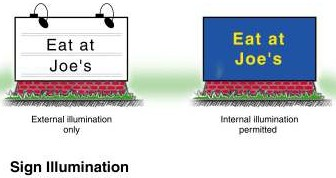 Eat at
Joe's
Eat at
Joe's
External illumination
only
Internal illumination
permitted
Sign Illumination